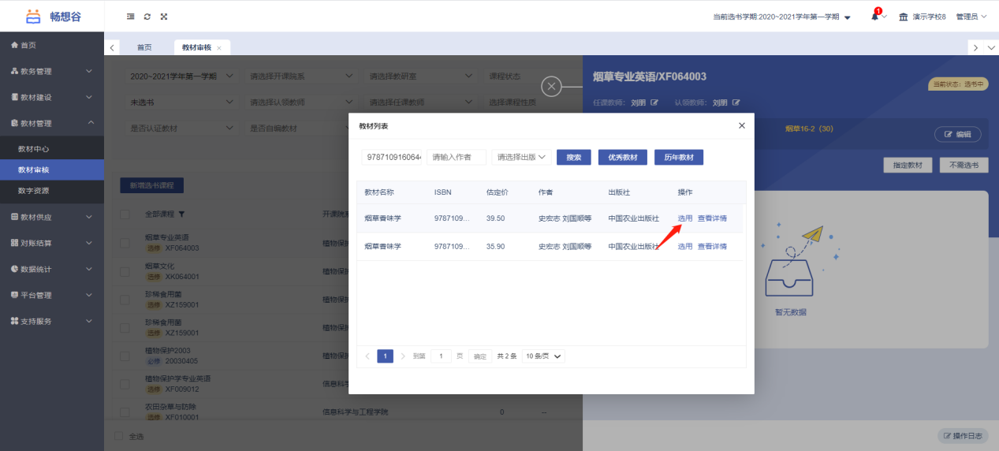 畅想谷
当前选书学期:2020~2021学年第一学期
1
演示学校8
管理员
首页
教务管理
教材建设
教材管理
教材中心
教材审核
数字资源
教材供应
对账结算
数据统计
平台管理
支持服务
首页
教材审核
2020~2021学年第一学期
请选择开课院系
请选择教研室
课程状态
未选书
请选择认领教师
请选择任课教师
选择课程性质
是否认证教材
是否自编教材
新增选书课程
全部课程
开课院系
烟草专业英语
选修 XF064003
植物保护
烟草文化
选修 XK064001
植物保护
珍稀食用菌
选修 XZ159001
植物保护
珍稀食用菌
选修 XZ159001
植物保护
植物保护2003
必修 20030405
植物保护
植物保护学专业英语
选修 XF009012
信息科学
农田杂草与防除
选修 XF010001
信息科学与工程学院
0
--
全选
烟草专业英语/XF064003
当前状态：选书中
任课教师: 刘朋
认领教师: 刘朋
烟草16-2（30）
编辑
指定教材
不需选书
暂无数据
操作日志
教材列表
9787109160644
请输入作者
请选择出版
搜索
优秀教材
历年教材
教材名称 ISBN 估定价 作者 出版社 操作
烟草香味学 9787109... 39.50 史宏志 刘国顺等 中国农业出版社 选用 查看详情
烟草香味学 9787109... 35.90 史宏志 刘国顺等 中国农业出版社 选用 查看详情
1
到第 1 页
确定
共 2 条
10 条/页